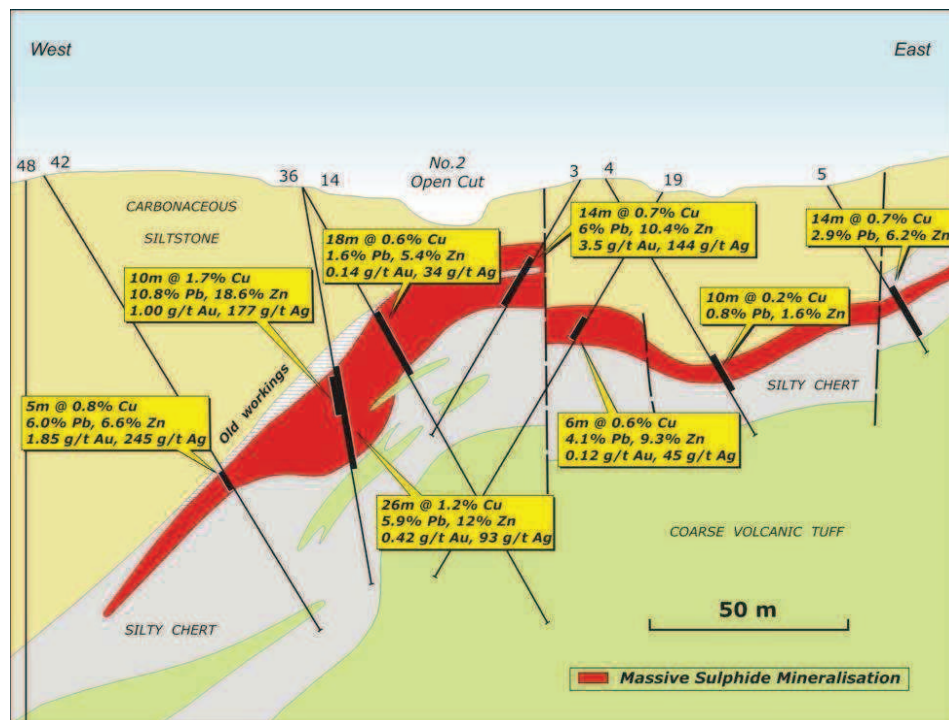 West
East
48
42
36
14
No.2
Open Cut
3
4
19
5
CARBONACEOUS
SILTSTONE
14m @ 0.7% Cu
6% Pb, 10.4% Zn
3.5 g/t Au, 144 g/t Ag
14m @ 0.7% Cu
2.9% Pb, 6.2% Zn
18m @ 0.6% Cu
1.6% Pb, 5.4% Zn
0.14 g/t Au, 34 g/t Ag
10m @ 1.7% Cu
10.8% Pb, 18.6% Zn
1.00 g/t Au, 177 g/t Ag
10m @ 0.2% Cu
0.8% Pb, 1.6% Zn
Old workings
SILTY CHERT
5m @ 0.8% Cu
6.0% Pb, 6.6% Zn
1.85 g/t Au, 245 g/t Ag
6m @ 0.6% Cu
4.1% Pb, 9.3% Zn
0.12 g/t Au, 45 g/t Ag
26m @ 1.2% Cu
5.9% Pb, 12% Zn
0.42 g/t Au, 93 g/t Ag
COARSE VOLCANIC TUFF
50 m
SILTY CHERT
Massive Sulphide Mineralisation